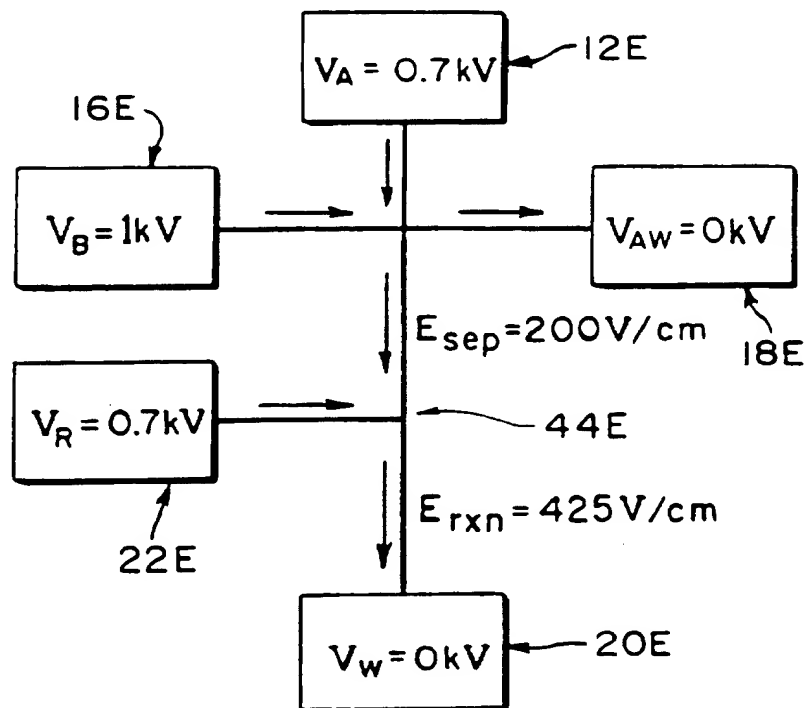 12E
V_A = 0.7kV
16E
V_B = 1kV
V_AW = 0kV
E_sep = 200V/cm
18E
V_R = 0.7kV
44E
E_rxn = 425V/cm
22E
V_W = 0kV
20E